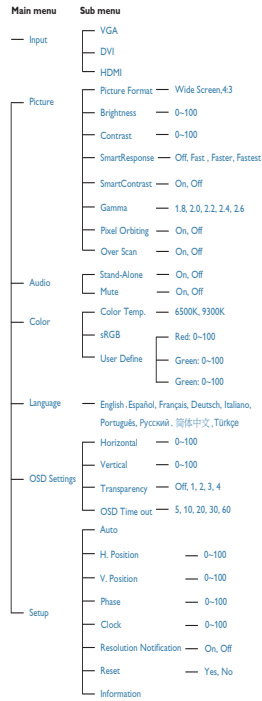 Main menu Sub menu
VGA
Input DVI
HDMI
Picture Format Wide Screen,4:3
Picture Brightness 0~100
Contrast 0~100
SmartResponse Off, Fast , Faster, Fastest
SmartContrast On, Off
Gamma 1.8, 2.0, 2.2, 2.4, 2.6
Pixel Orbiting On, Off
Over Scan On, Off
Audio Stand-Alone On, Off
Mute On, Off
Color Color Temp. 6500K, 9300K
sRGB Red: 0~100
User Define Green: 0~100
Green: 0~100
Language English , Español, Français, Deutsch, Italiano,
Português, Русский , 简体中文 ,Türkçe
Horizontal 0~100
Vertical 0~100
OSD Settings Transparency Off, 1, 2, 3, 4
OSD Time out 5, 10, 20, 30, 60
Auto
H. Position 0~100
V. Position 0~100
Phase 0~100
Setup Clock 0~100
Resolution Notification On, Off
Reset Yes, No
Information